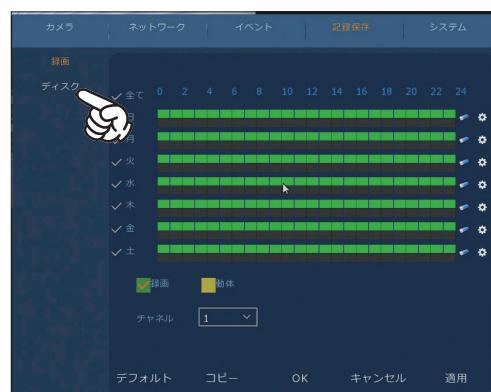 カメラ ネットワーク イベント 記録保存 システム
録画
ディスク
全て 0 2 4 6 8 10 12 14 16 18 20 22 24
日
月
火
水
木
金
土
録画 動体
チャネル 1
デフォルト コピー OK キャンセル 適用